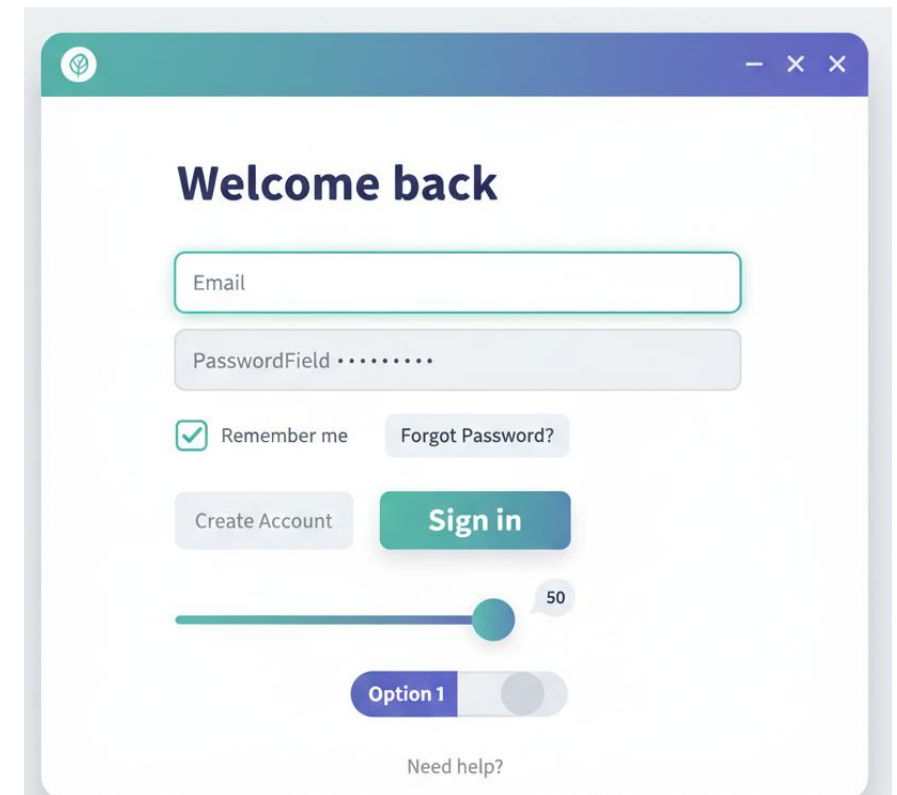 Welcome back
Email
PasswordField •••••••••
Remember me
Forgot Password?
Create Account
Sign in
50
Option 1
Need help?